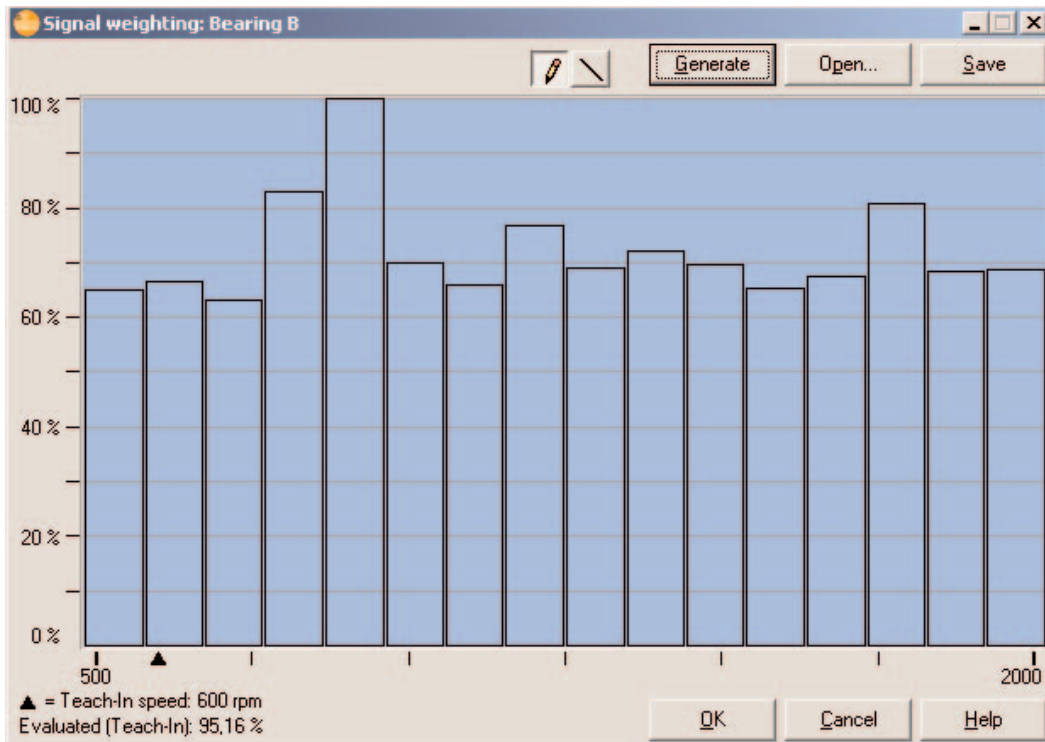 Signal weighting: Bearing B
Generate
Open...
Save
100 %
80 %
60 %
40 %
20 %
0 %
500
2000
▲ = Teach-In speed: 600 rpm
Evaluated (Teach-In): 95,16 %
OK
Cancel
Help